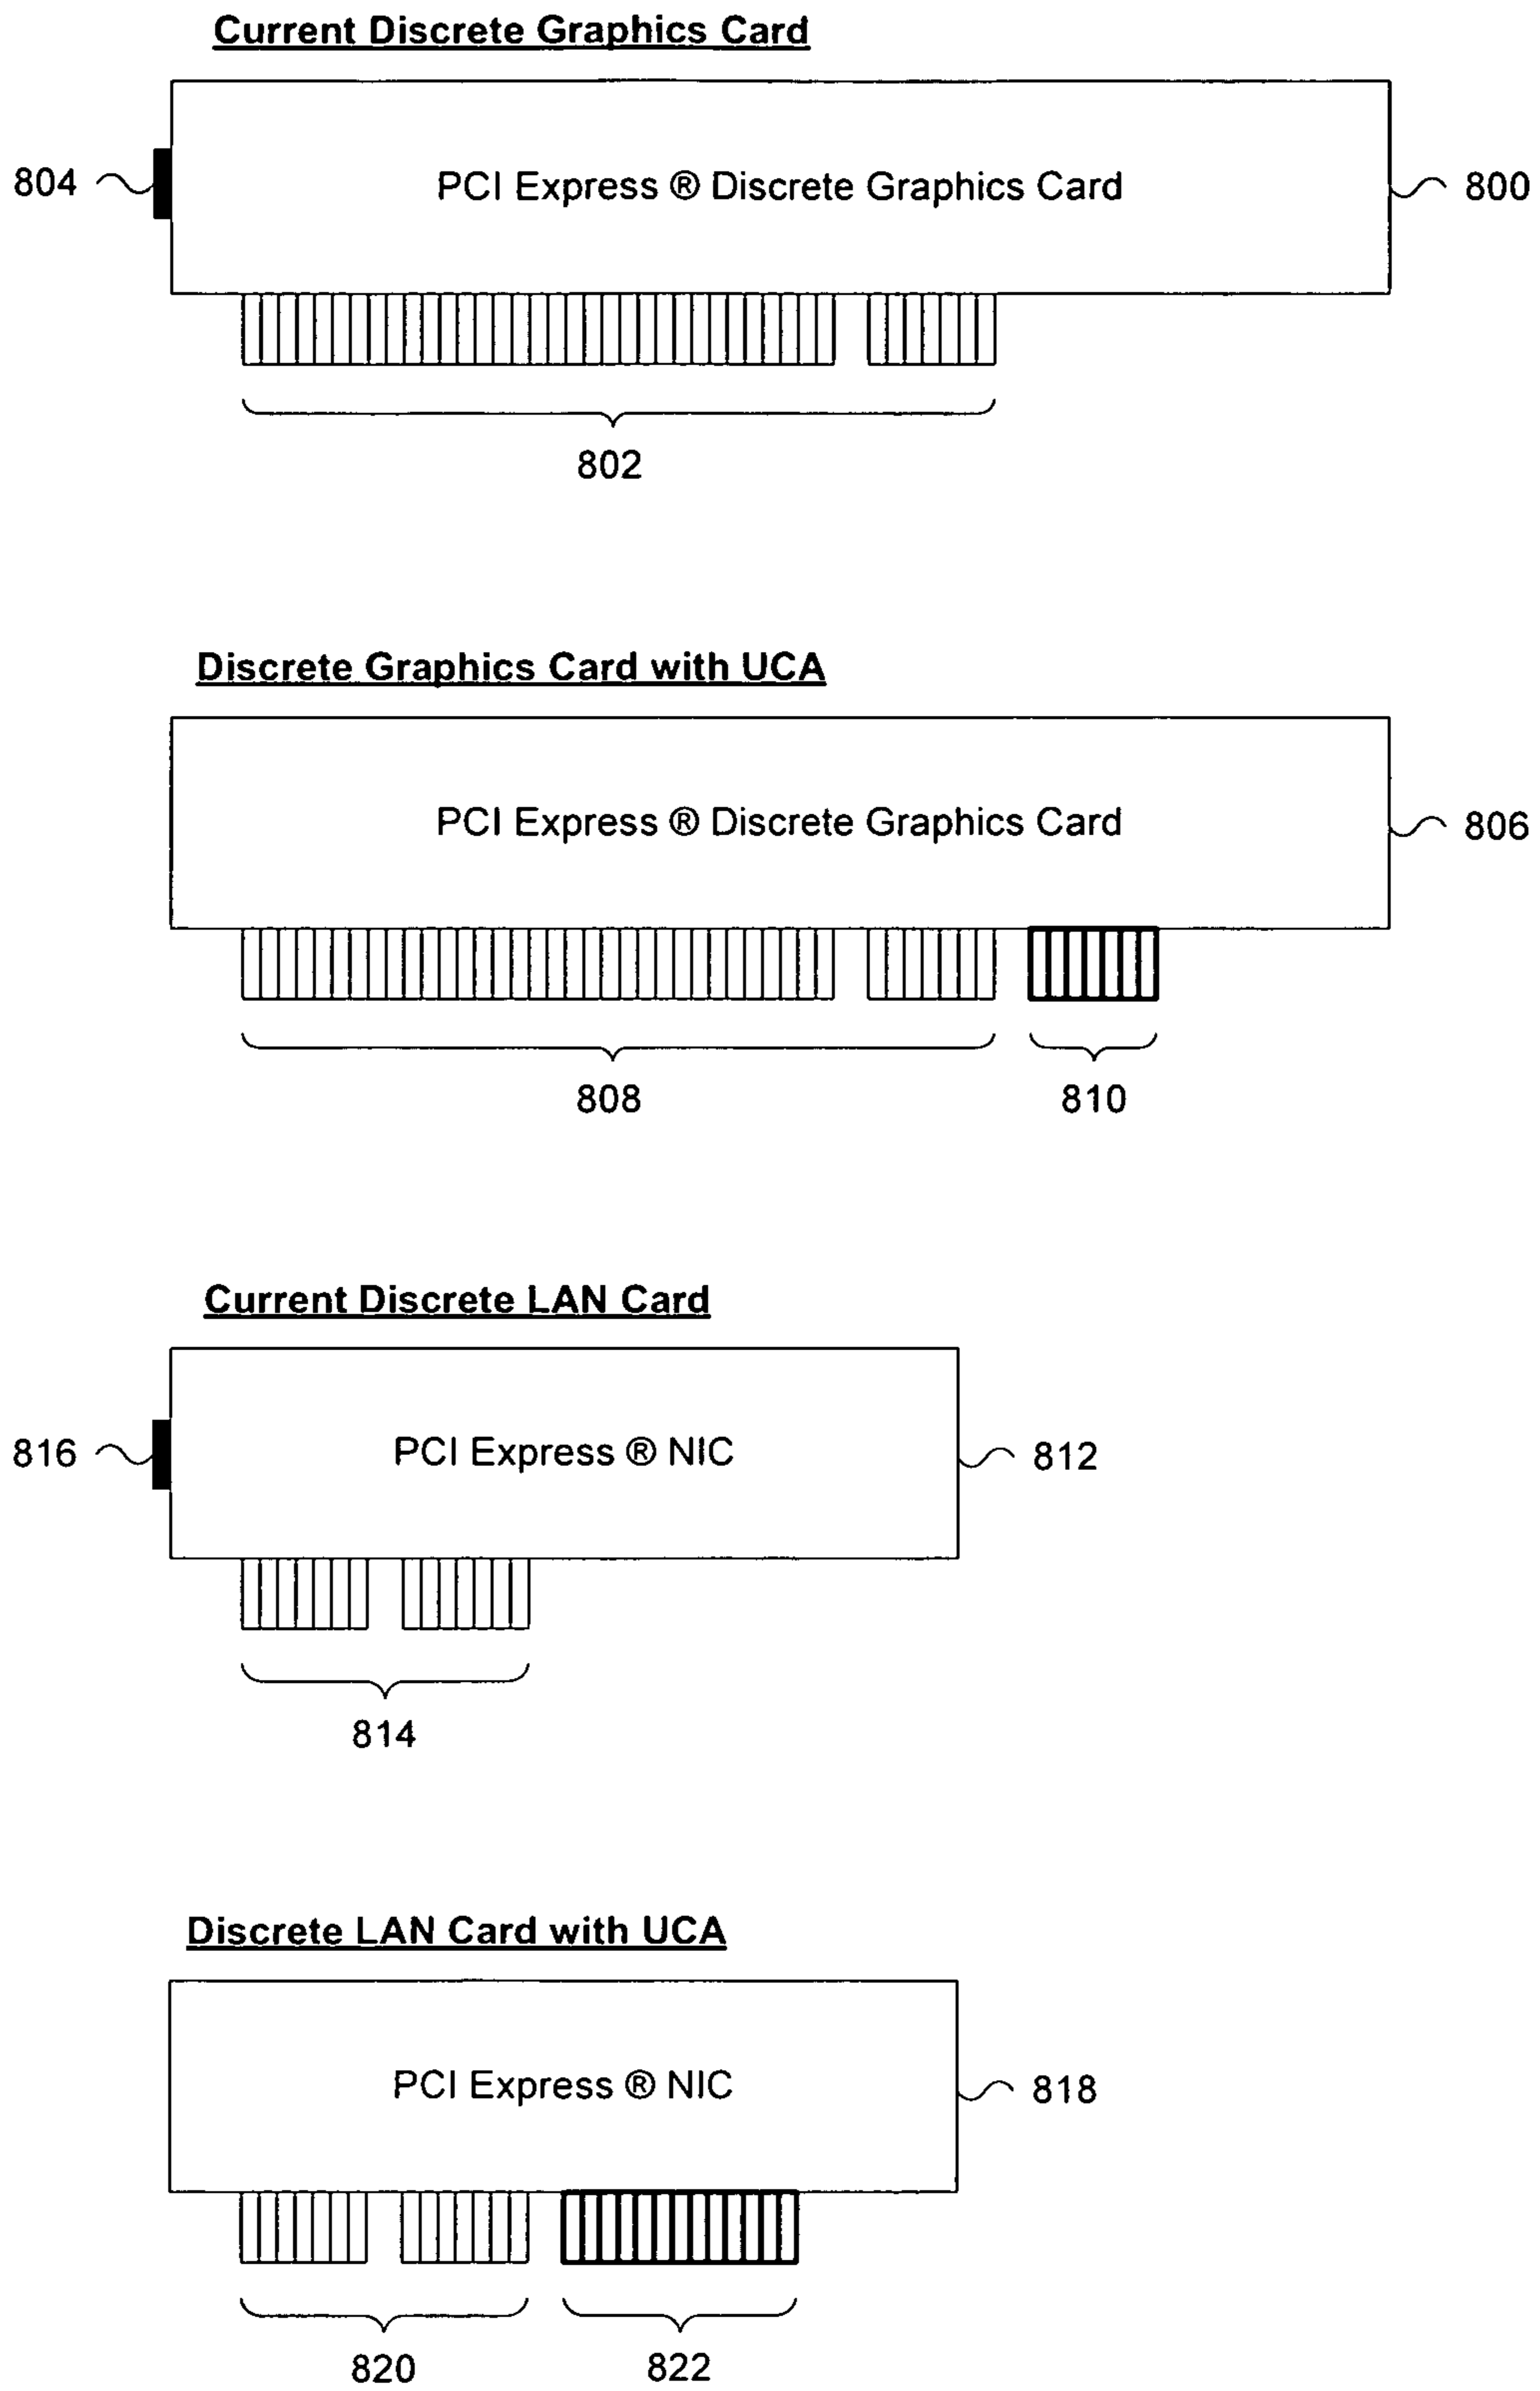 Current Discrete Graphics Card
804
PCI Express ® Discrete Graphics Card
800
802
Discrete Graphics Card with UCA
PCI Express ® Discrete Graphics Card
806
808
810
Current Discrete LAN Card
816
PCI Express ® NIC
812
814
Discrete LAN Card with UCA
PCI Express ® NIC
818
820
822